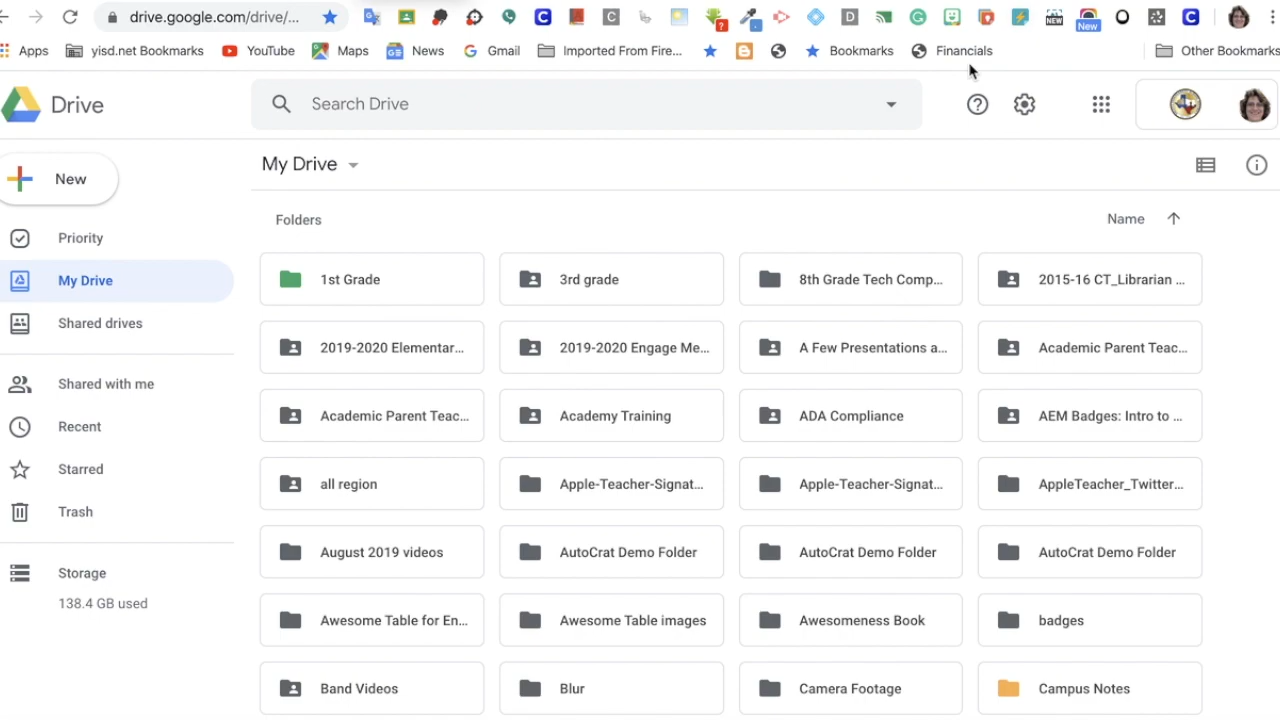 drive.google.com/drive/...
Apps yisd.net Bookmarks YouTube Maps News Gmail Imported From Fire... Bookmarks Financials Other Bookmarks
Drive Search Drive
New My Drive
Priority
My Drive
Shared drives
Shared with me
Recent
Starred
Trash
Storage
138.4 GB used
Folders Name
1st Grade 3rd grade 8th Grade Tech Comp... 2015-16 CT_Librarian ...
2019-2020 Elementar... 2019-2020 Engage Me... A Few Presentations a... Academic Parent Teac...
Academic Parent Teac... Academy Training ADA Compliance AEM Badges: Intro to ...
all region Apple-Teacher-Signat... Apple-Teacher-Signat... AppleTeacher_Twitter...
August 2019 videos AutoCrat Demo Folder AutoCrat Demo Folder AutoCrat Demo Folder
Awesome Table for En... Awesome Table images Awesomeness Book badges
Band Videos Blur Camera Footage Campus Notes